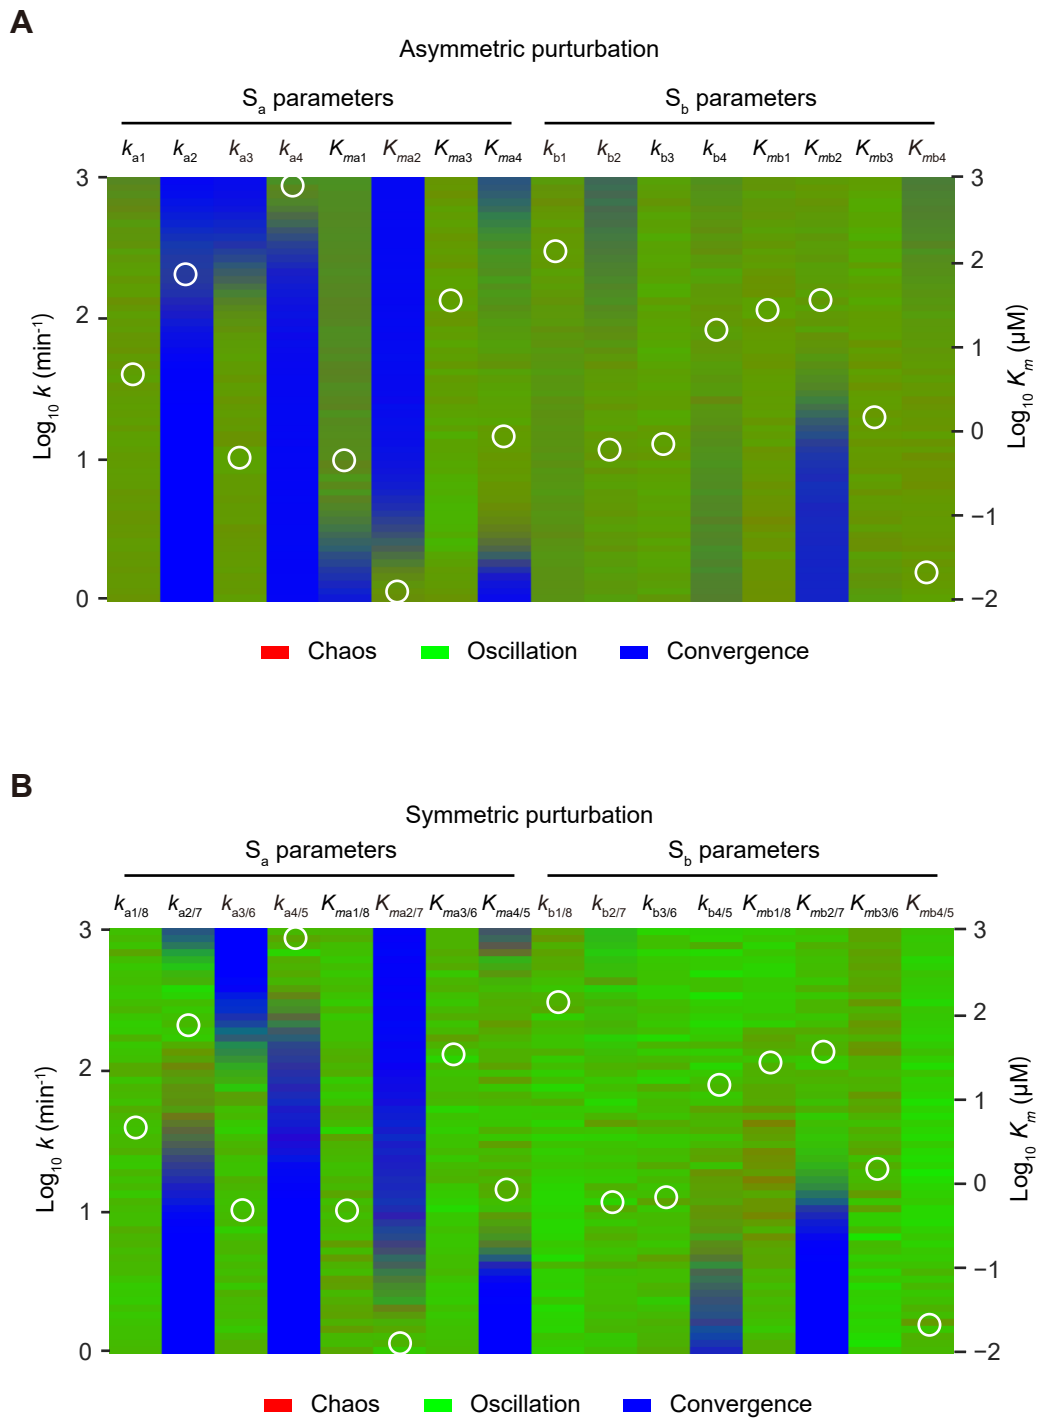 A
Asymmetric purturbation
Sa parameters Sb parameters
ka1 ka2 ka3 ka4 Kma1 Kma2 Kma3 Kma4 kb1 kb2 kb3 kb4 Kmb1 Kmb2 Kmb3 Kmb4
3 3
2
2
1
0
1
−1
0 −2
Log10 k (min-1)
Log10 Km (µM)
Chaos Oscillation Convergence
B
Symmetric purturbation
Sa parameters Sb parameters
ka1/8 ka2/7 ka3/6 ka4/5 Kma1/8 Kma2/7 Kma3/6 Kma4/5 kb1/8 kb2/7 kb3/6 kb4/5 Kmb1/8 Kmb2/7 Kmb3/6 Kmb4/5
3 3
2
2
1
0
1
−1
0 −2
Log10 k (min-1)
Log10 Km (µM)
Chaos Oscillation Convergence